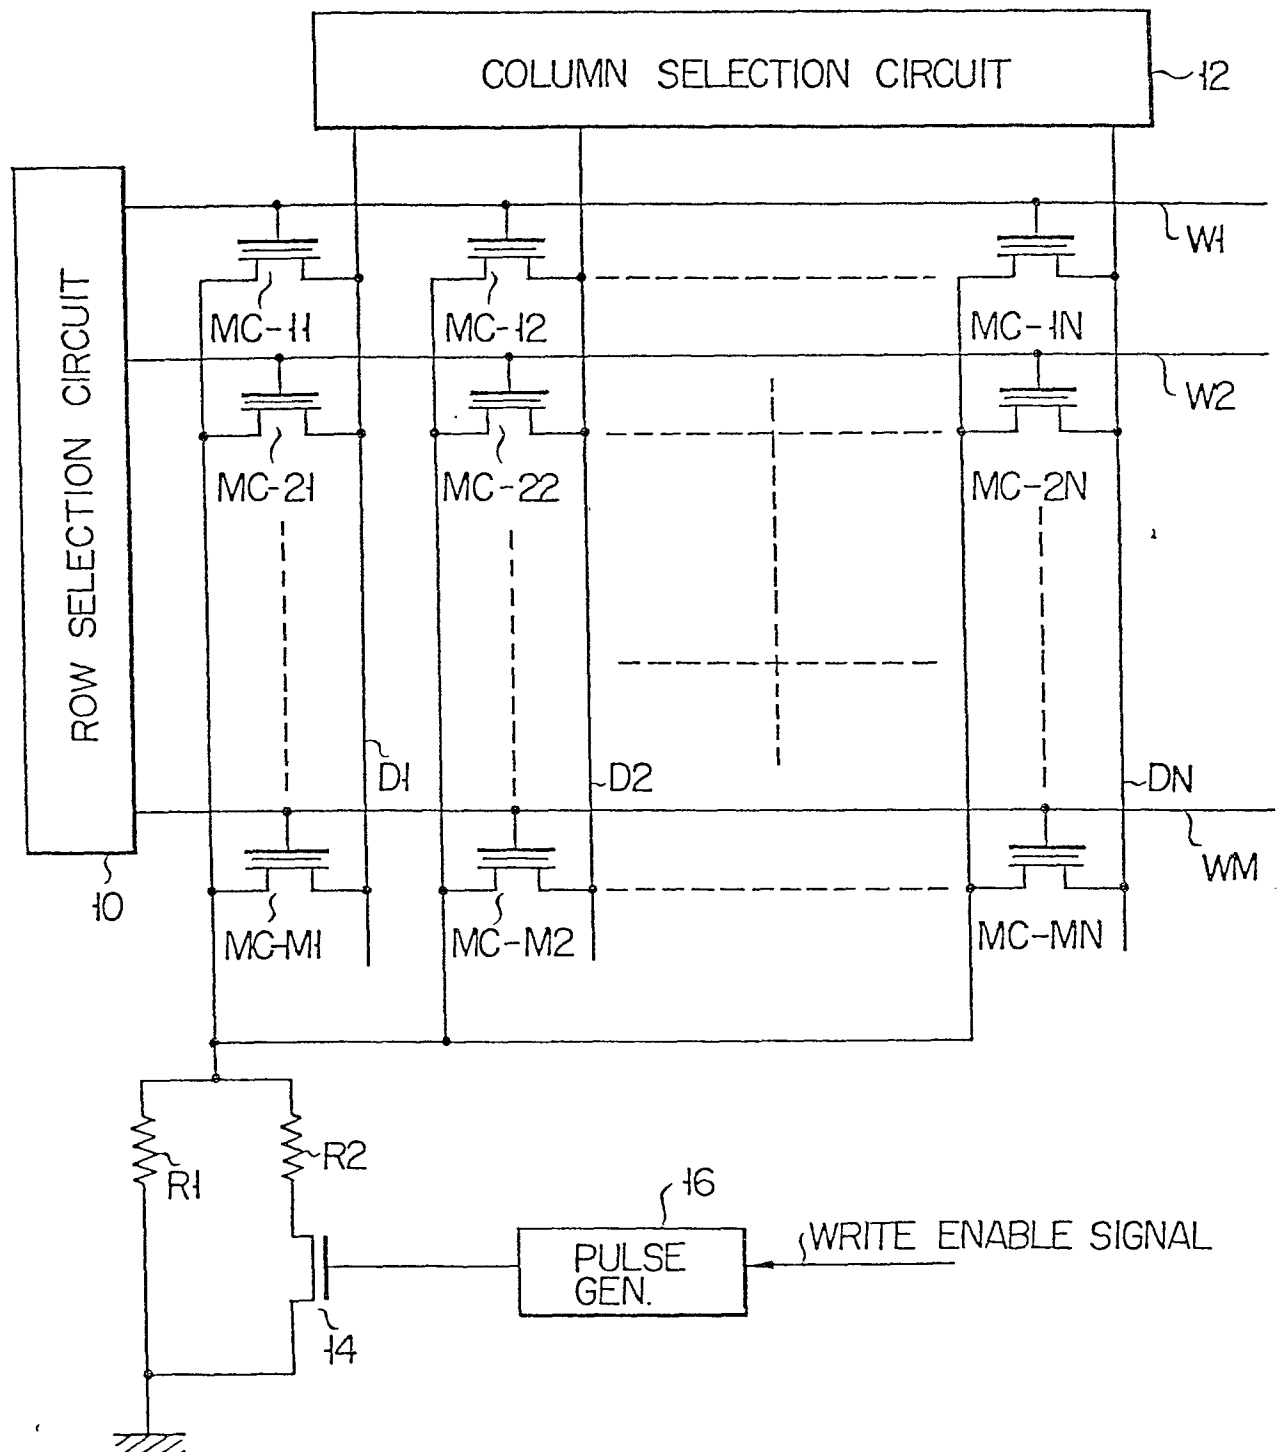 COLUMN SELECTION CIRCUIT
12
ROW SELECTION CIRCUIT
10
W1
MC-11
MC-12
MC-1N
W2
MC-21
MC-22
MC-2N
D1
D2
DN
WM
MC-M1
MC-M2
MC-MN
R1
R2
16
PULSE
GEN.
WRITE ENABLE SIGNAL
14